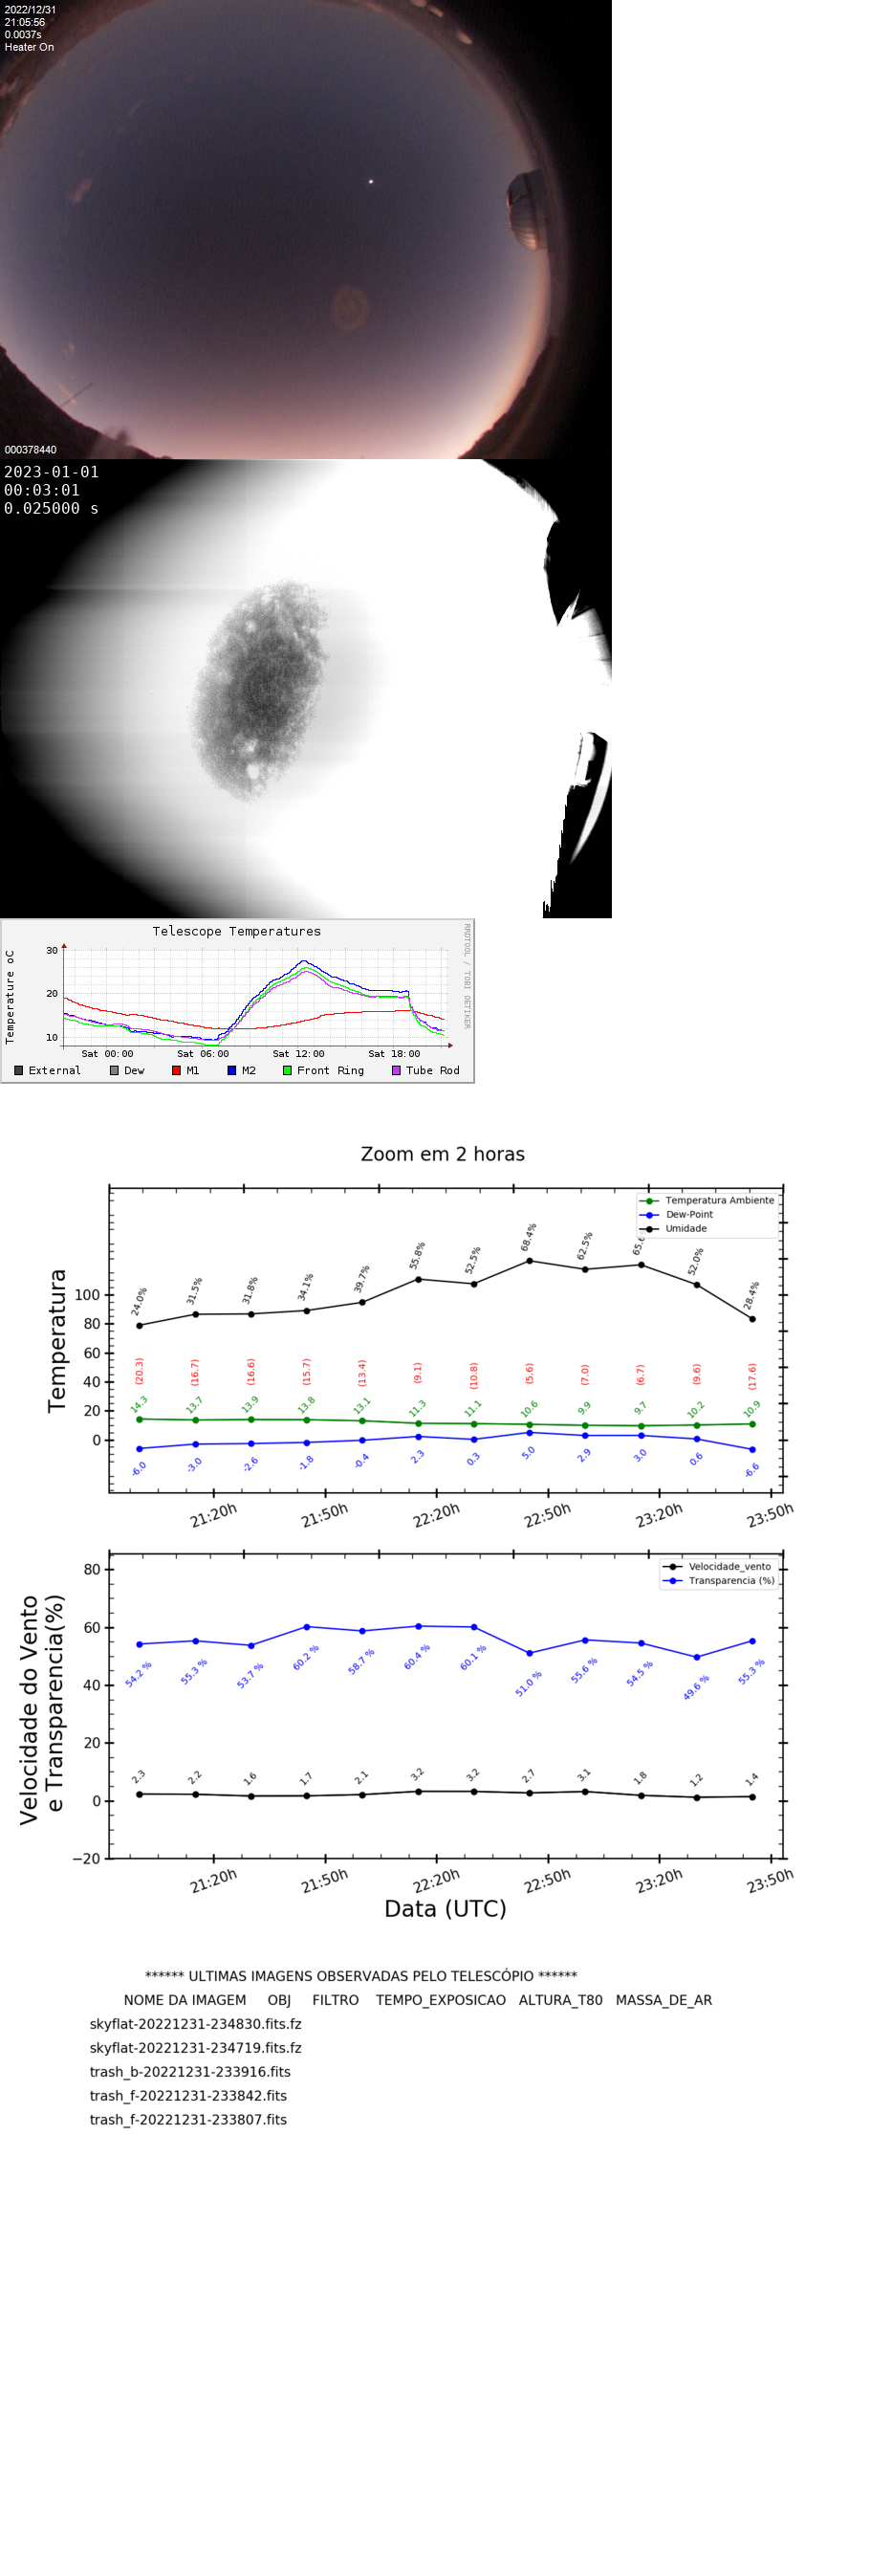 2022/12/31
21:05:56
0.0037s
Heater On
000378440
2023-01-01
00:03:01
0.025000 s
Telescope Temperatures
RRDTOOL / TOBI OETIKER
Temperature oC
30
20
10
Sat 00:00 Sat 06:00 Sat 12:00 Sat 18:00
External Dew M1 M2 Front Ring Tube Rod
Zoom em 2 horas
Temperatura Ambiente
Dew-Point
Umidade
Temperatura
100
80
60
40
20
0
24.0% 31.5% 31.8% 34.1% 39.7% 55.8% 52.5% 68.4% 62.5% 52.0% 28.4%
(20.3) (16.7) (16.6) (15.7) (13.4) (9.1) (10.8) (5.6) (7.0) (6.7) (9.6) (17.6)
14.3 13.7 13.9 13.8 13.1 11.3 11.1 10.6 9.9 9.7 10.2 10.9
-6.0 -3.0 -2.6 -1.8 -0.4 2.3 0.3 5.0 2.9 3.0 0.6 -6.6
21:20h 21:50h 22:20h 22:50h 23:20h 23:50h
Velocidade_vento
Transparencia (%)
Velocidade do Vento
e Transparencia(%)
80
60
40
20
0
−20
54.2 % 55.3 % 53.7 % 60.2 % 58.7 % 60.4 % 60.1 % 51.0 % 55.6 % 54.5 % 49.6 % 55.3 %
2.3 2.2 1.6 1.7 2.1 3.2 3.2 2.7 3.1 1.8 1.2 1.4
21:20h 21:50h 22:20h 22:50h 23:20h 23:50h
Data (UTC)
****** ULTIMAS IMAGENS OBSERVADAS PELO TELESCÓPIO ******
NOME DA IMAGEM OBJ FILTRO TEMPO_EXPOSICAO ALTURA_T80 MASSA_DE_AR
skyflat-20221231-234830.fits.fz
skyflat-20221231-234719.fits.fz
trash_b-20221231-233916.fits
trash_f-20221231-233842.fits
trash_f-20221231-233807.fits